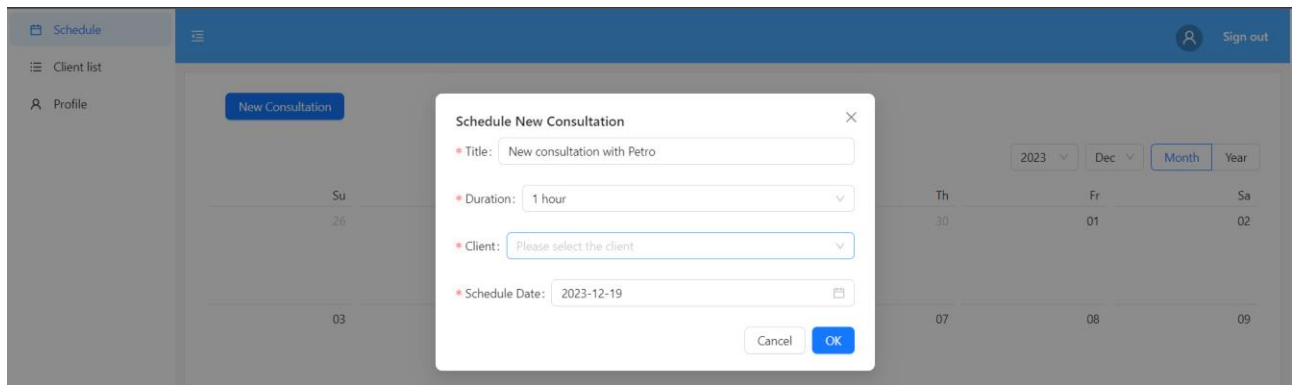 Schedule
Client list
Profile
Sign out
New Consultation
2023 Dec Month Year
Su Th Fr Sa
26 30 01 02
03 07 08 09
Schedule New Consultation
* Title: New consultation with Petro
* Duration: 1 hour
* Client: Please select the client
* Schedule Date: 2023-12-19
Cancel OK